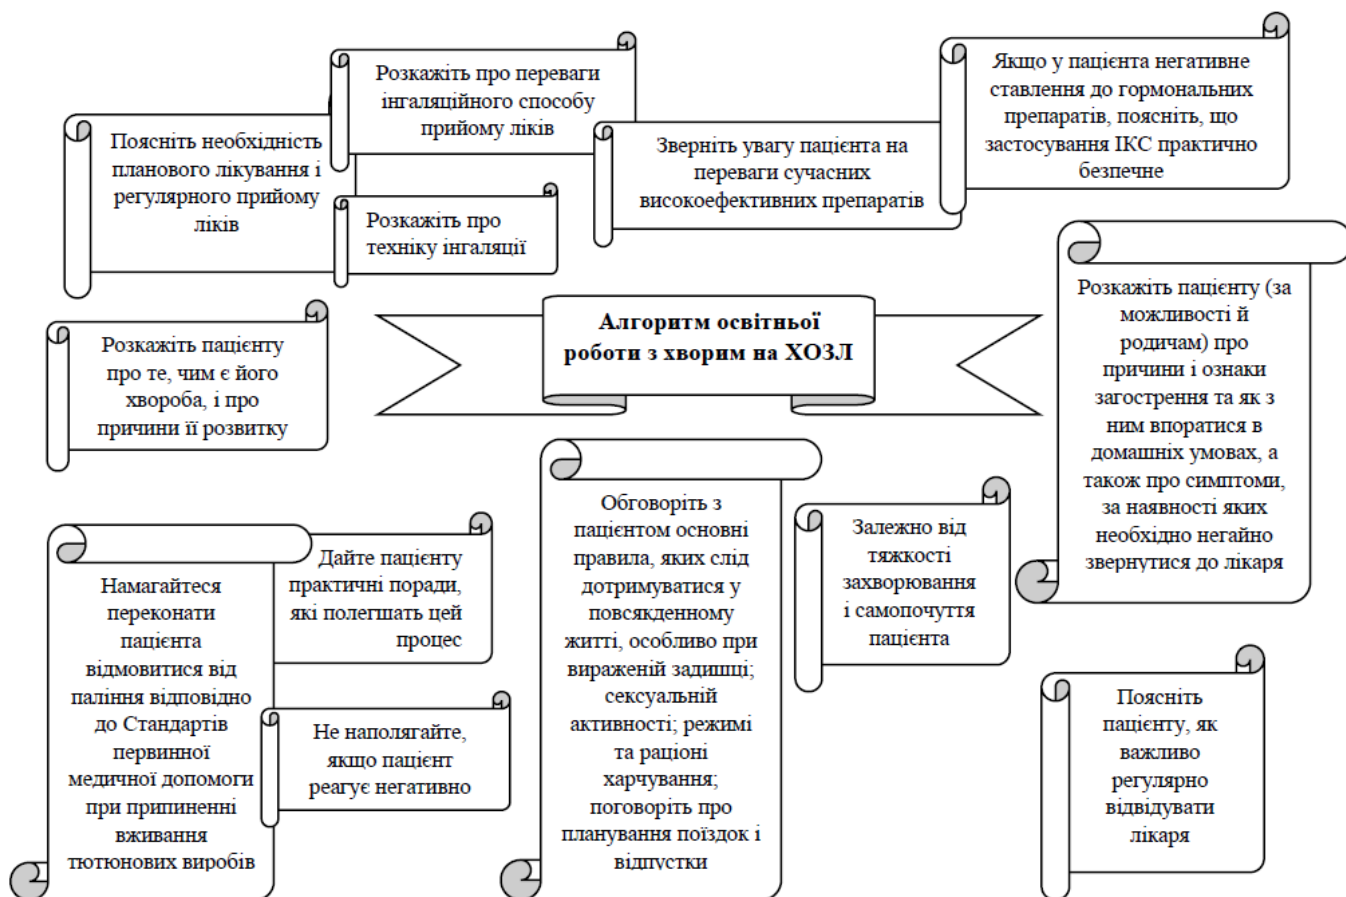 Поясніть необхідність
планового лікування і
регулярного прийому
ліків
Розкажіть про переваги
інгаляційного способу
прийому ліків
Розкажіть про
техніку інгаляції
Зверніть увагу пацієнта на
переваги сучасних
високоефективних препаратів
Якщо у пацієнта негативне
ставлення до гормональних
препаратів, поясніть, що
застосування ІКС практично
безпечне
Алгоритм освітньої
роботи з хворим на ХОЗЛ
Розкажіть пацієнту
про те, чим є його
хвороба, і про
причини її розвитку
Розкажіть пацієнту (за
можливості й
родичам) про
причини і ознаки
загострення та як з
ним впоратися в
домашніх умовах, а
також про симптоми,
за наявності яких
необхідно негайно
звернутися до лікаря
Намагайтеся
переконати
пацієнта
відмовитися від
паління відповідно
до Стандартів
первинної
медичної допомоги
при припиненні
вживання
тютюнових виробів
Дайте пацієнту
практичні поради,
які полегшать цей
процес
Не наполягайте,
якщо пацієнт
реагує негативно
Обговоріть з
пацієнтом основні
правила, яких слід
дотримуватися у
повсякденному
житті, особливо при
вираженій задишці;
сексуальній
активності; режимі
та раціоні
харчування;
поговоріть про
планування поїздок і
відпустки
Залежно від
тяжкості
захворювання
і самопочуття
пацієнта
Поясніть
пацієнту, як
важливо
регулярно
відвідувати
лікаря